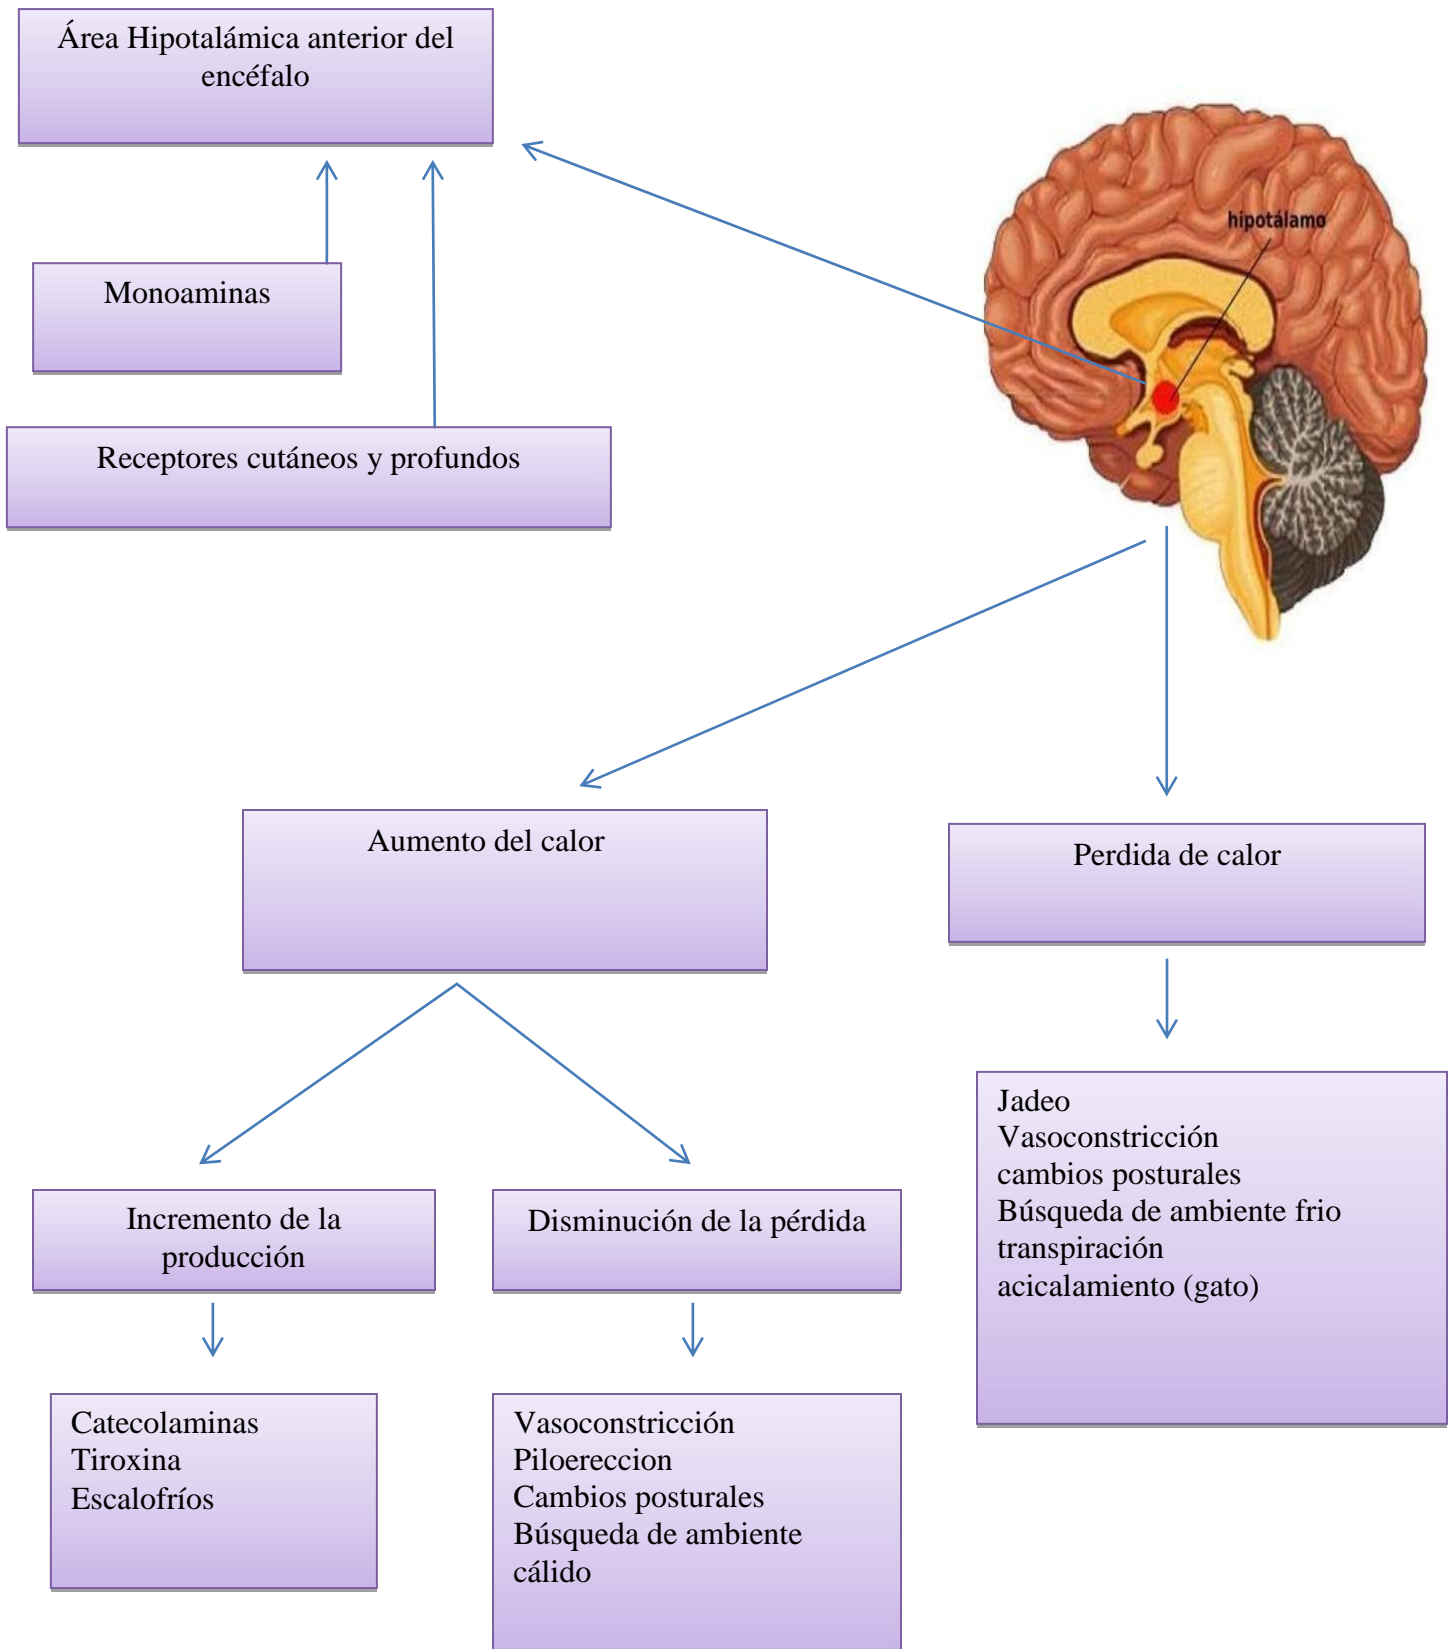 Área Hipotalámica anterior del
encéfalo
hipotálamo
Monoaminas
Receptores cutáneos y profundos
Aumento del calor
Perdida de calor
Jadeo
Vasoconstricción
cambios posturales
Búsqueda de ambiente frio
transpiración
acicalamiento (gato)
Incremento de la
producción
Disminución de la pérdida
Catecolaminas
Tiroxina
Escalofríos
Vasoconstricción
Piloereccion
Cambios posturales
Búsqueda de ambiente
cálido